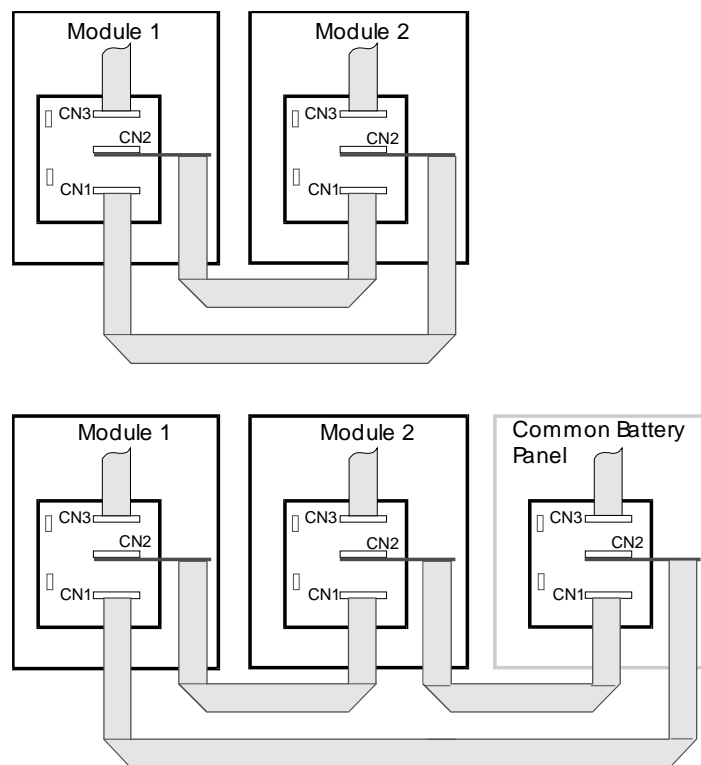 Module 1
Module 2
CN3
CN2
CN1
CN3
CN2
CN1
Module 1
Module 2
Common Battery
Panel
CN3
CN2
CN1
CN3
CN2
CN1
CN3
CN2
CN1